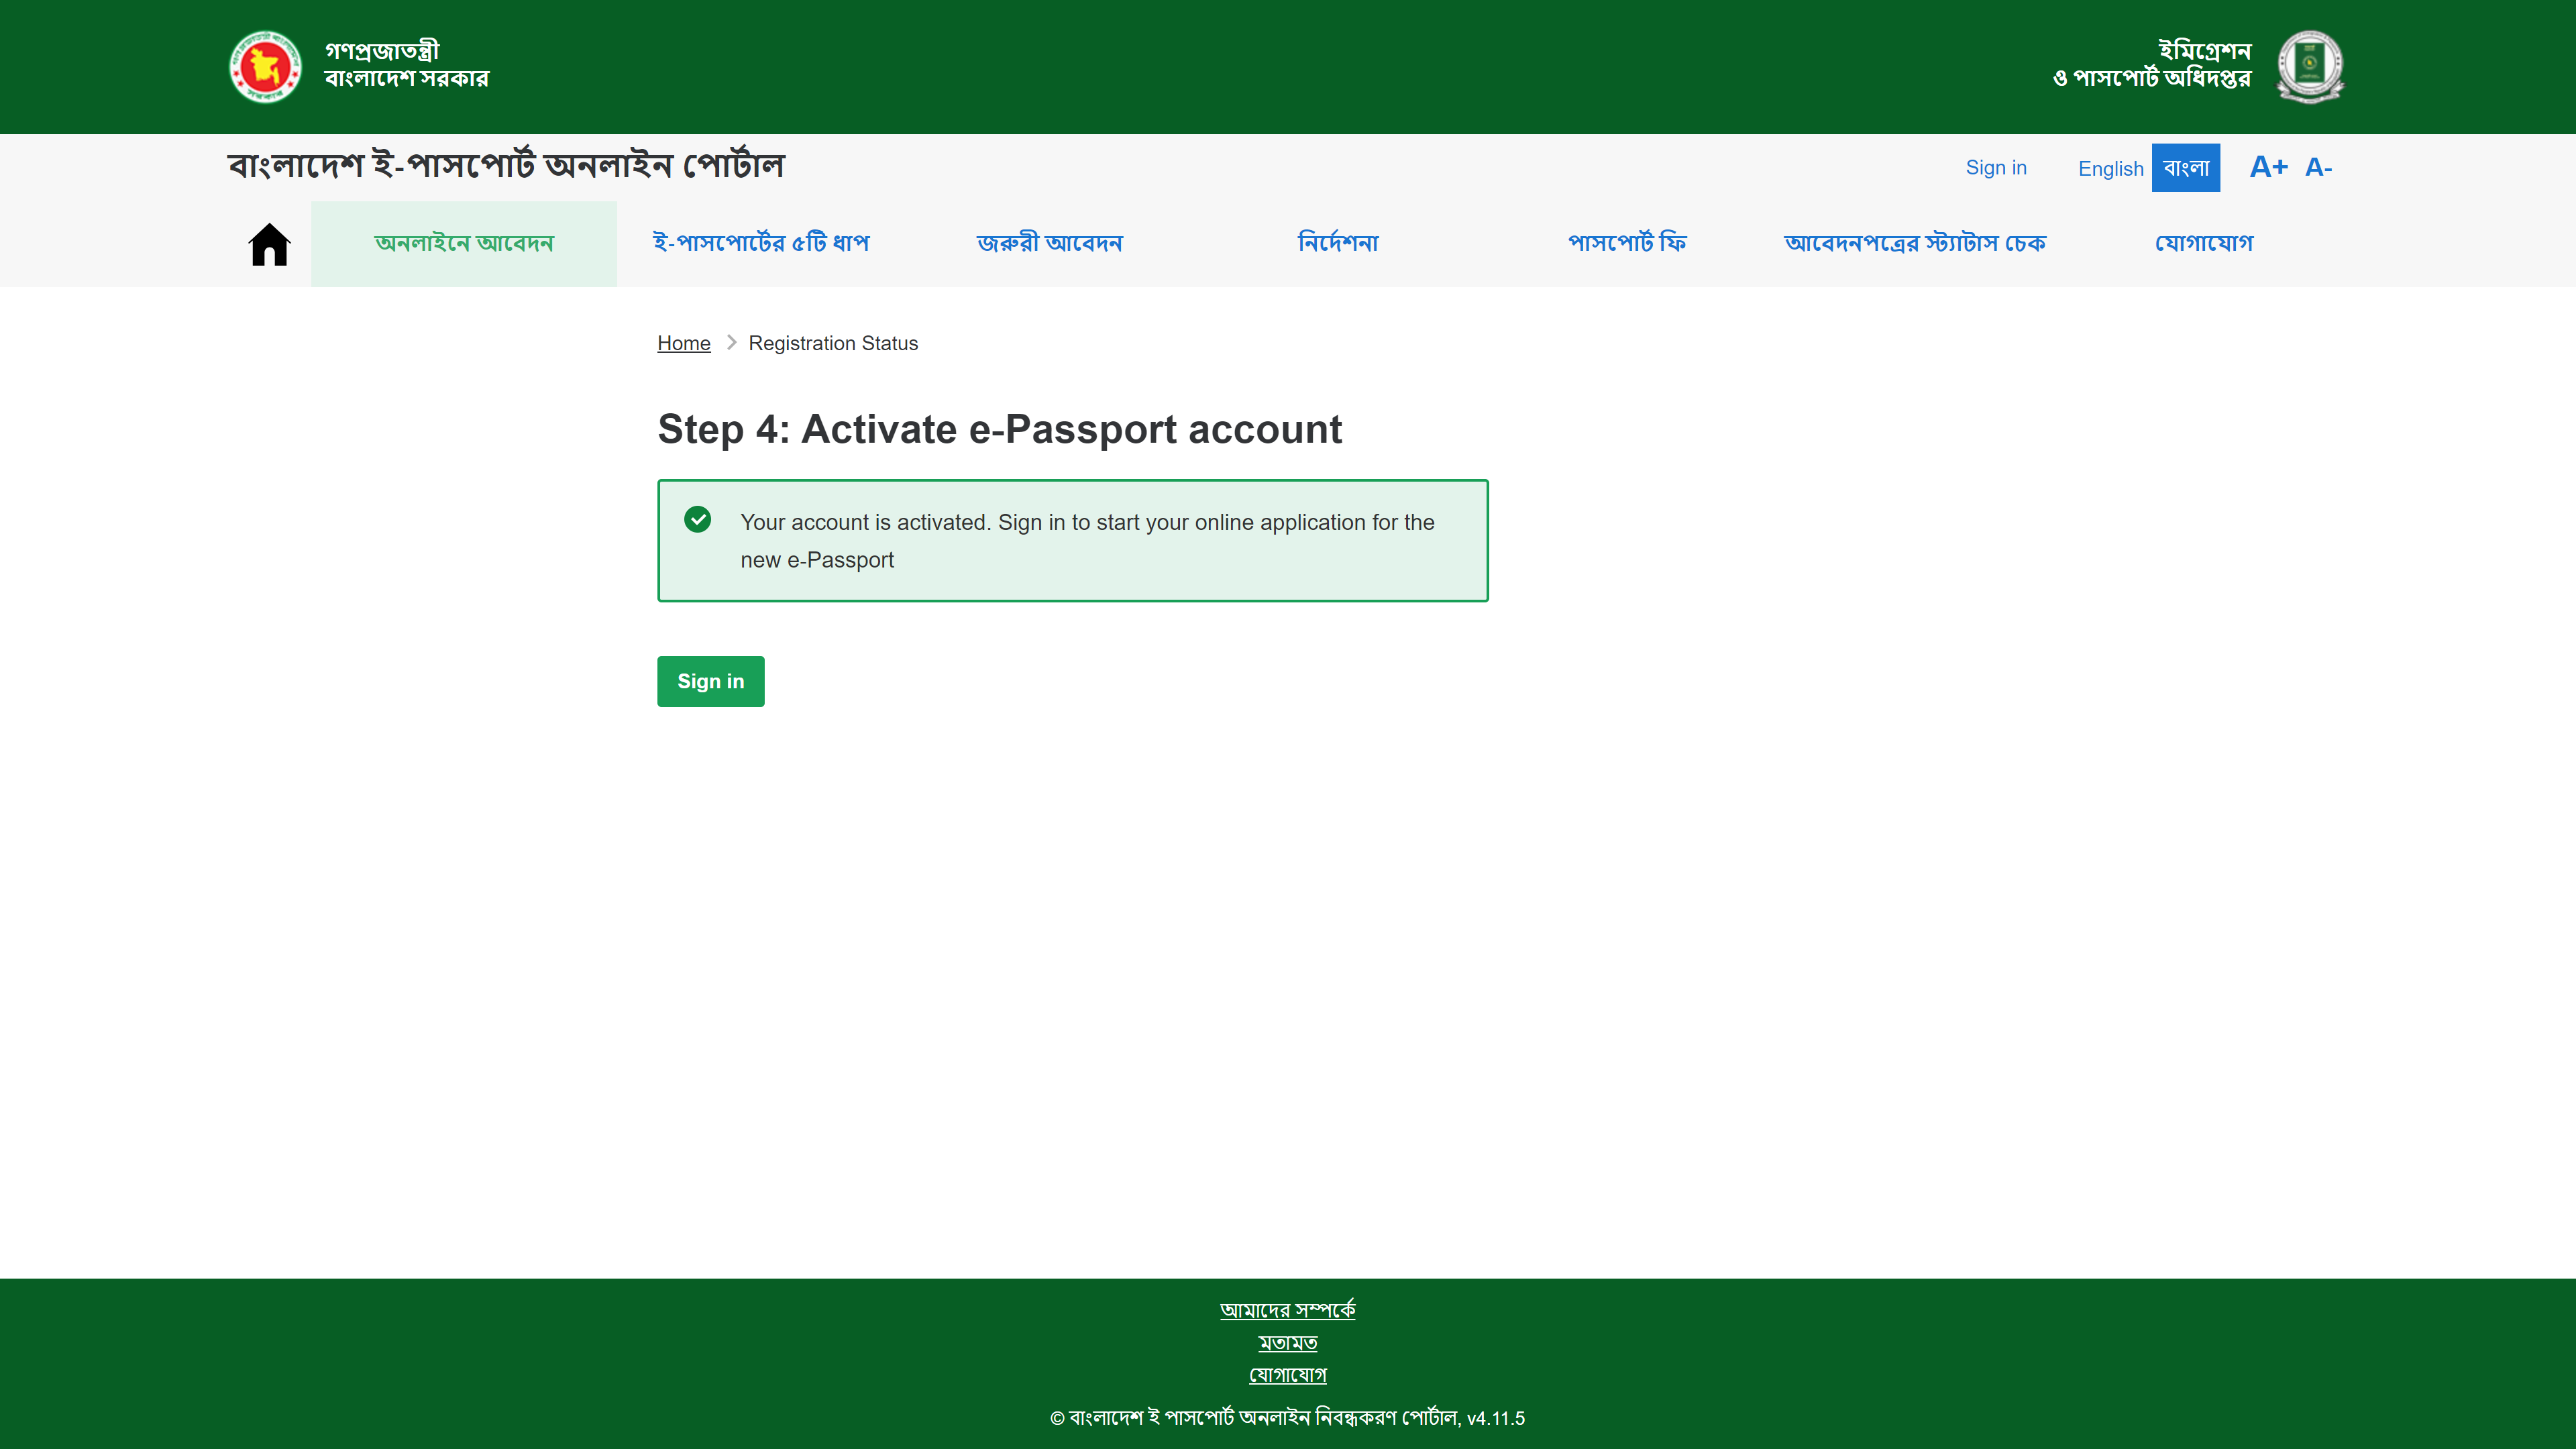 গণপ্রজাতন্ত্রী
বাংলাদেশ সরকার
ইমিগ্রেশন
ও পাসপোর্ট অধিদপ্তর
বাংলাদেশ ই-পাসপোর্ট অনলাইন পোর্টাল
Sign in
English
বাংলা
A+
A-
অনলাইনে আবেদন
ই-পাসপোর্টের ৫টি ধাপ
জরুরী আবেদন
নির্দেশনা
পাসপোর্ট ফি
আবেদনপত্রের স্ট্যাটাস চেক
যোগাযোগ
Home > Registration Status
Step 4: Activate e-Passport account
Your account is activated. Sign in to start your online application for the
new e-Passport
Sign in
আমাদের সম্পর্কে
মতামত
যোগাযোগ
© বাংলাদেশ ই পাসপোর্ট অনলাইন নিবন্ধকরণ পোর্টাল, v4.11.5